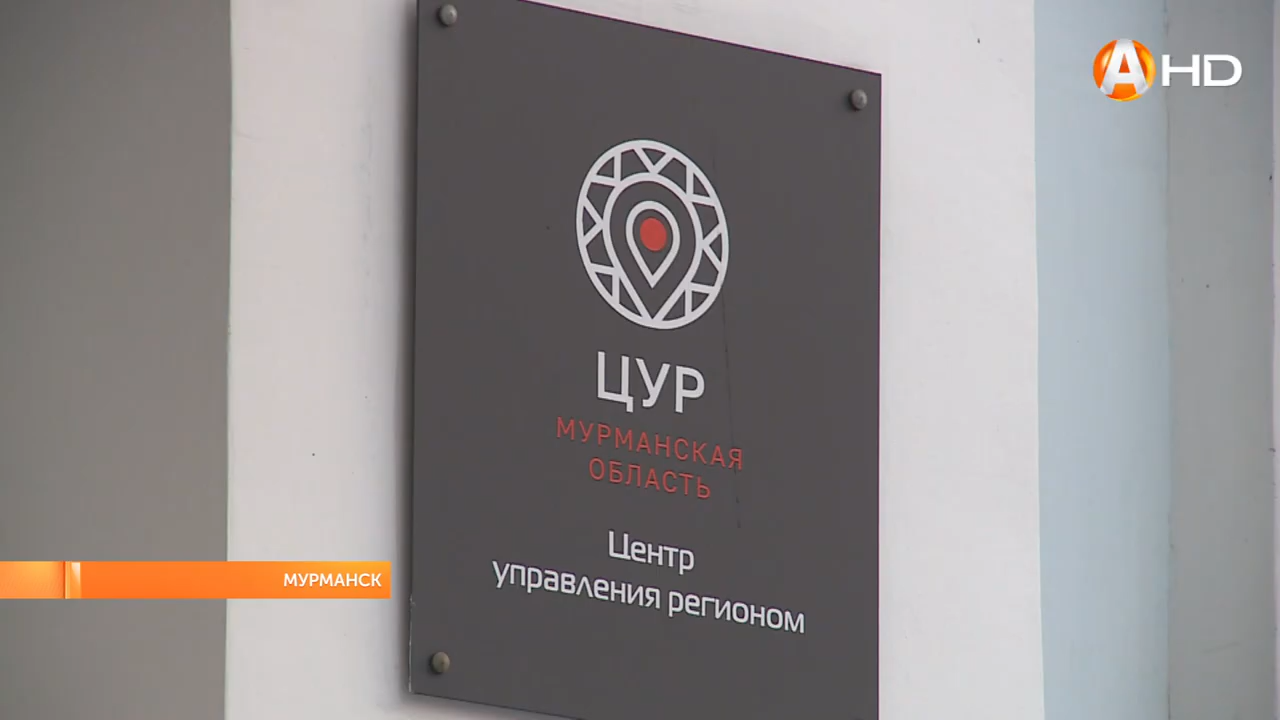 А HD
ЦУР
МУРМАНСКАЯ
ОБЛАСТЬ
Центр
управления регионом
МУРМАНСК